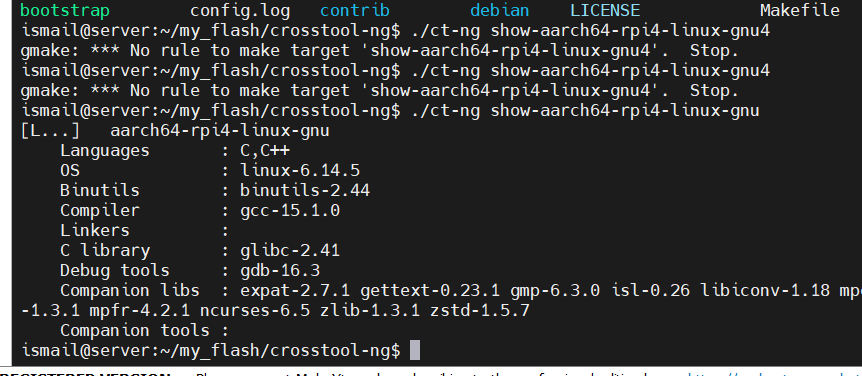 bootstrap config.log contrib debian LICENSE Makefile
ismail@server:~/my_flash/crosstool-ng$ ./ct-ng show-aarch64-rpi4-linux-gnu4
gmake: *** No rule to make target 'show-aarch64-rpi4-linux-gnu4'.  Stop.
ismail@server:~/my_flash/crosstool-ng$ ./ct-ng show-aarch64-rpi4-linux-gnu4
gmake: *** No rule to make target 'show-aarch64-rpi4-linux-gnu4'.  Stop.
ismail@server:~/my_flash/crosstool-ng$ ./ct-ng show-aarch64-rpi4-linux-gnu
[L...]   aarch64-rpi4-linux-gnu
    Languages       : C,C++
    OS              : linux-6.14.5
    Binutils        : binutils-2.44
    Compiler        : gcc-15.1.0
    Linkers         :
    C library       : glibc-2.41
    Debug tools     : gdb-16.3
    Companion libs  : expat-2.7.1 gettext-0.23.1 gmp-6.3.0 isl-0.26 libiconv-1.18 mpc
-1.3.1 mpfr-4.2.1 ncurses-6.5 zlib-1.3.1 zstd-1.5.7
    Companion tools :
ismail@server:~/my_flash/crosstool-ng$